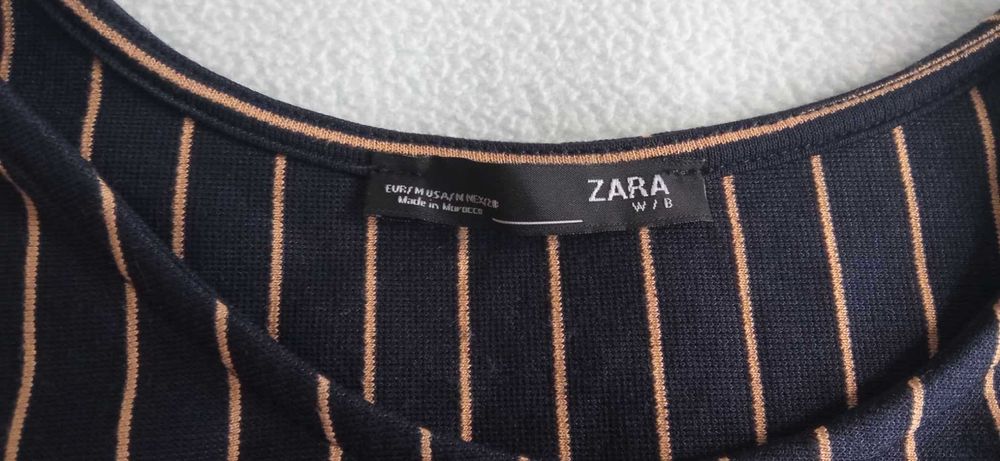 EUR/M USA/M MEX/28
Made in Morocco
ZARA
W / B